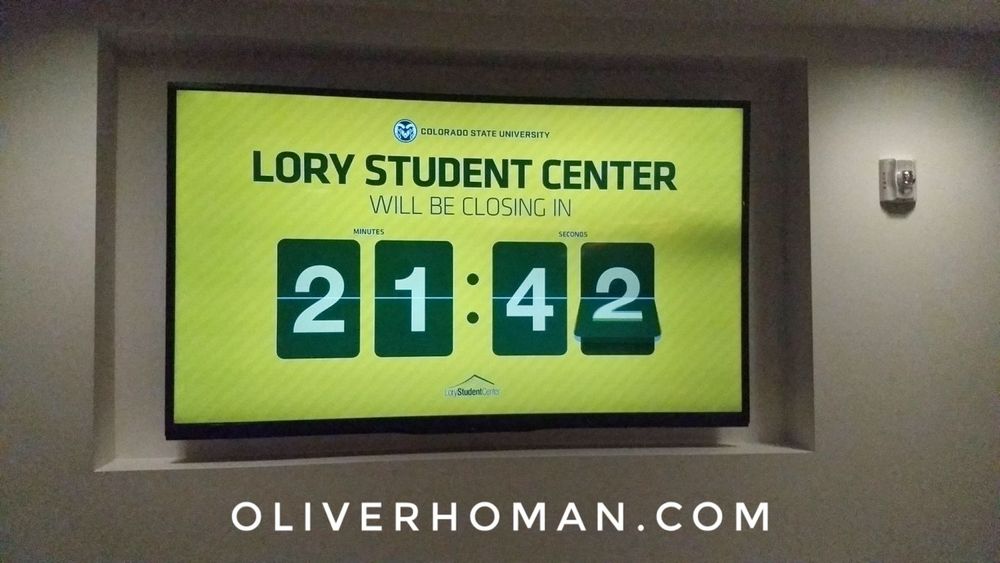 COLORADO STATE UNIVERSITY
LORY STUDENT CENTER
WILL BE CLOSING IN
MINUTES SECONDS
21:42
LoryStudentCenter
OLIVERHOMAN.COM